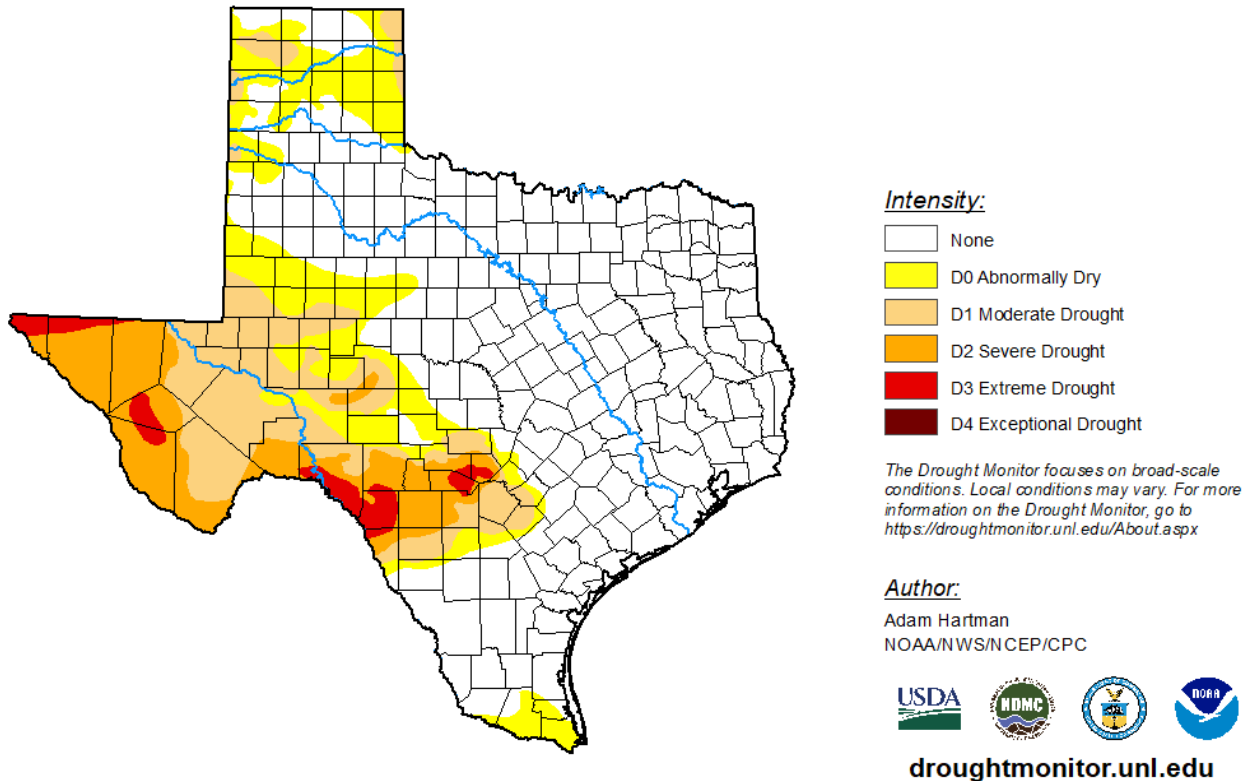 Intensity:
None
D0 Abnormally Dry
D1 Moderate Drought
D2 Severe Drought
D3 Extreme Drought
D4 Exceptional Drought
The Drought Monitor focuses on broad-scale
conditions. Local conditions may vary. For more
information on the Drought Monitor, go to
https://droughtmonitor.unl.edu/About.aspx
Author:
Adam Hartman
NOAA/NWS/NCEP/CPC
USDA
NDMC
NOAA
droughtmonitor.unl.edu